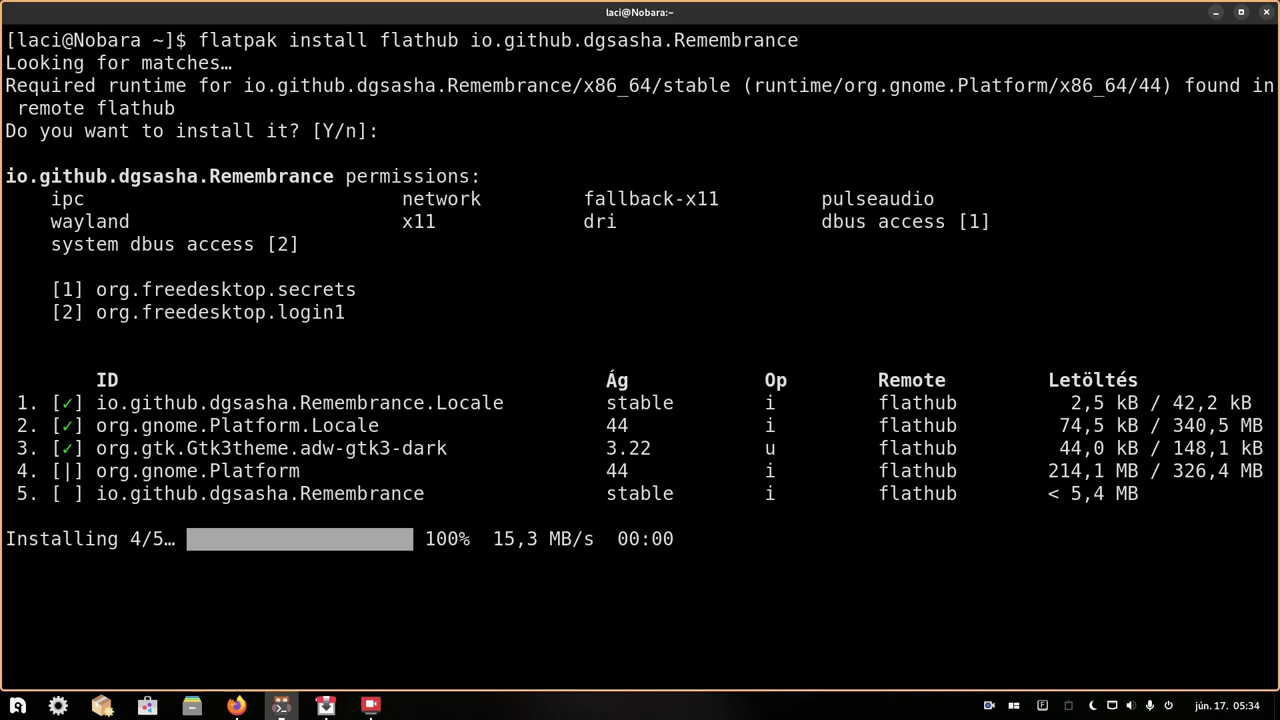 laci@Nobara:~
[laci@Nobara ~]$ flatpak install flathub io.github.dgsasha.Remembrance
Looking for matches…
Required runtime for io.github.dgsasha.Remembrance/x86_64/stable (runtime/org.gnome.Platform/x86_64/44) found in
remote flathub
Do you want to install it? [Y/n]:
io.github.dgsasha.Remembrance permissions:
ipc network fallback-x11 pulseaudio
wayland x11 dri dbus access [1]
system dbus access [2]
[1] org.freedesktop.secrets
[2] org.freedesktop.login1
ID Ág Op Remote Letöltés
1. [✓] io.github.dgsasha.Remembrance.Locale stable i flathub 2,5 kB / 42,2 kB
2. [✓] org.gnome.Platform.Locale 44 i flathub 74,5 kB / 340,5 MB
3. [✓] org.gtk.Gtk3theme.adw-gtk3-dark 3.22 u flathub 44,0 kB / 148,1 kB
4. [|] org.gnome.Platform 44 i flathub 214,1 MB / 326,4 MB
5. [ ] io.github.dgsasha.Remembrance stable i flathub < 5,4 MB
Installing 4/5… 100% 15,3 MB/s 00:00
jún. 17. 05:34